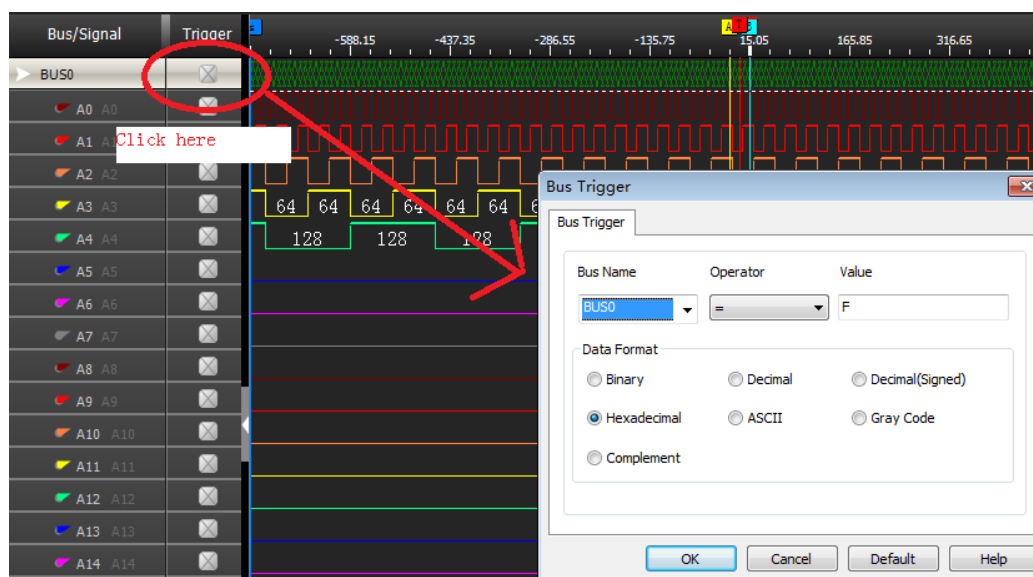 Bus/Signal Trigger
-588.15 -437.35 -286.55 -135.75 15.05 165.85 316.65
BUS0
A0 A0
Click here
A1
A2 A2
A3 A3 64 64 64 64 64 64
A4 A4 128 128 128
A5 A5
A6 A6
A7 A7
A8 A8
A9 A9
A10 A10
A11 A11
A12 A12
A13 A13
A14 A14
Bus Trigger
Bus Trigger
Bus Name Operator Value
BUS0 = F
Data Format
Binary Decimal Decimal(Signed)
Hexadecimal ASCII Gray Code
Complement
OK Cancel Default Help